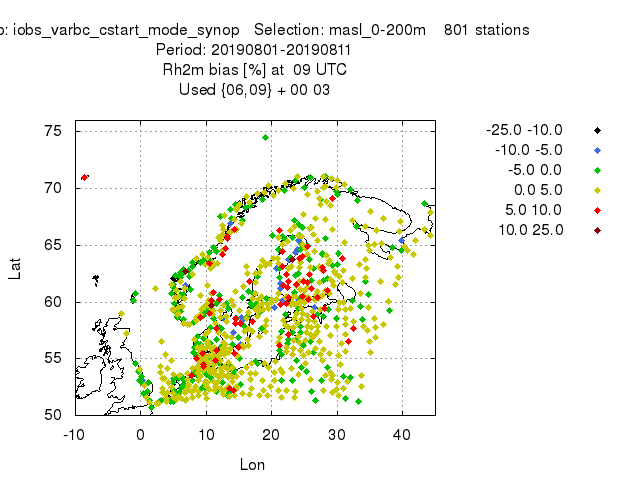 : iobs_varbc_cstart_mode_synop Selection: masl_0-200m 801 stations
Period: 20190801-20190811
Rh2m bias [%] at 09 UTC
Used {06,09} + 00 03
-25.0 -10.0
-10.0 -5.0
-5.0 0.0
0.0 5.0
5.0 10.0
10.0 25.0
75
70
65
60
55
50
Lat
-10 0 10 20 30 40
Lon